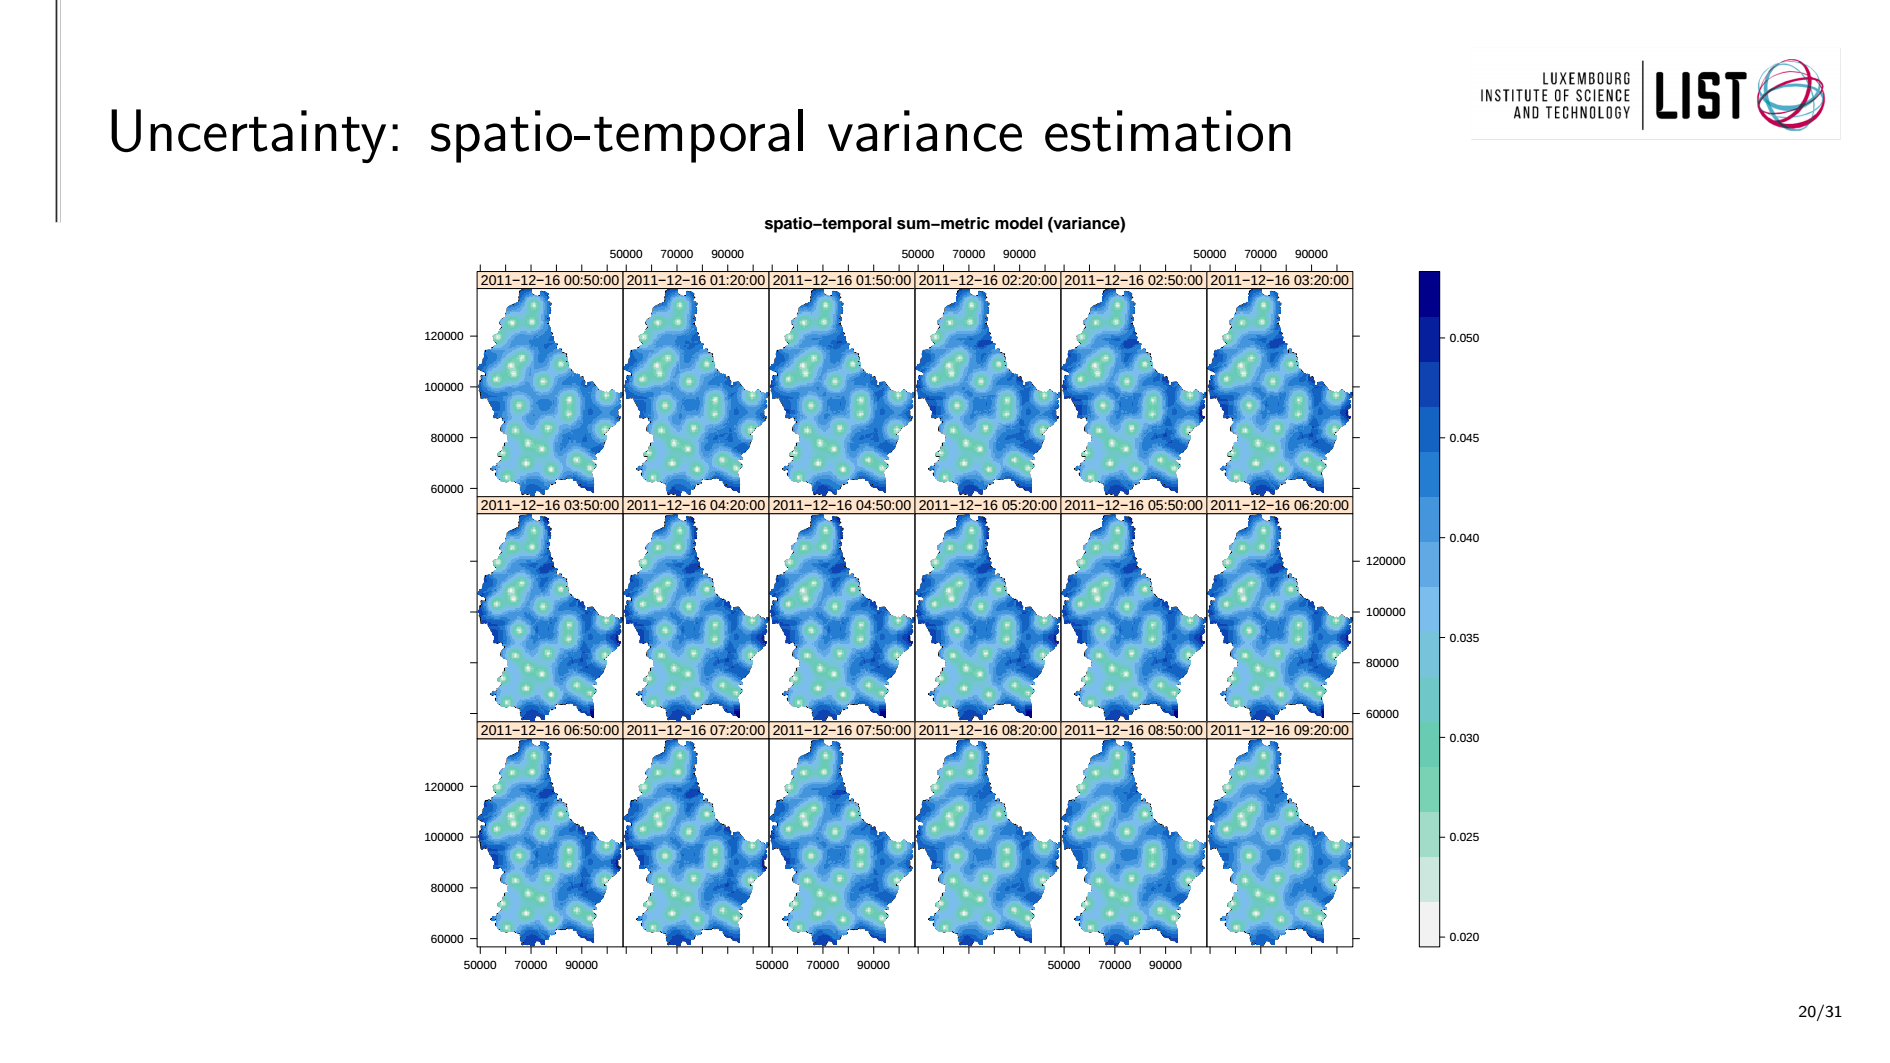 LUXEMBOURG
INSTITUTE OF SCIENCE
AND TECHNOLOGY
LIST
Uncertainty: spatio-temporal variance estimation
spatio−temporal sum−metric model (variance)
50000 70000 90000 50000 70000 90000 50000 70000 90000
2011−12−16 00:50:00 2011−12−16 01:20:00 2011−12−16 01:50:00 2011−12−16 02:20:00 2011−12−16 02:50:00 2011−12−16 03:20:00
120000
100000
80000
60000
2011−12−16 03:50:00 2011−12−16 04:20:00 2011−12−16 04:50:00 2011−12−16 05:20:00 2011−12−16 05:50:00 2011−12−16 06:20:00
120000
100000
80000
60000
2011−12−16 06:50:00 2011−12−16 07:20:00 2011−12−16 07:50:00 2011−12−16 08:20:00 2011−12−16 08:50:00 2011−12−16 09:20:00
120000
100000
80000
60000
50000 70000 90000 50000 70000 90000 50000 70000 90000
0.050
0.045
0.040
0.035
0.030
0.025
0.020
20/31